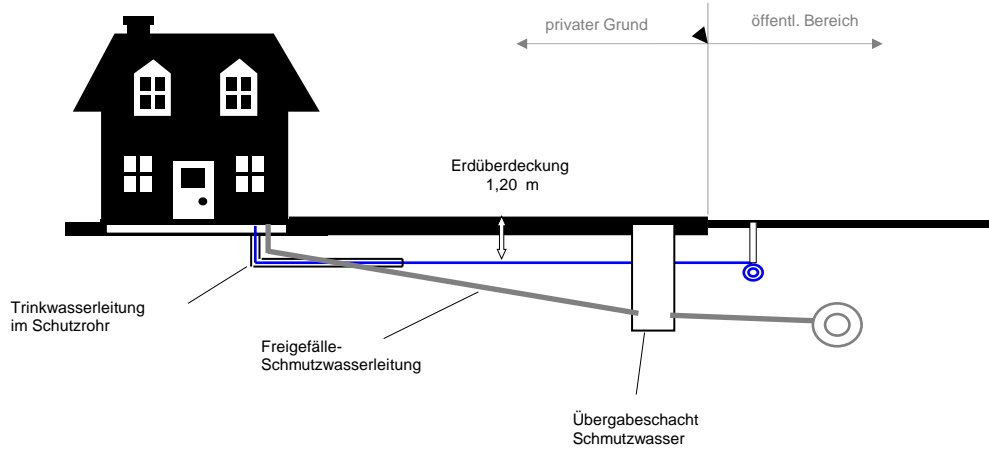 privater Grund
öffentl. Bereich
Erdüberdeckung
1,20 m
Trinkwasserleitung
im Schutzrohr
Freigefälle-
Schmutzwasserleitung
Übergabeschacht
Schmutzwasser